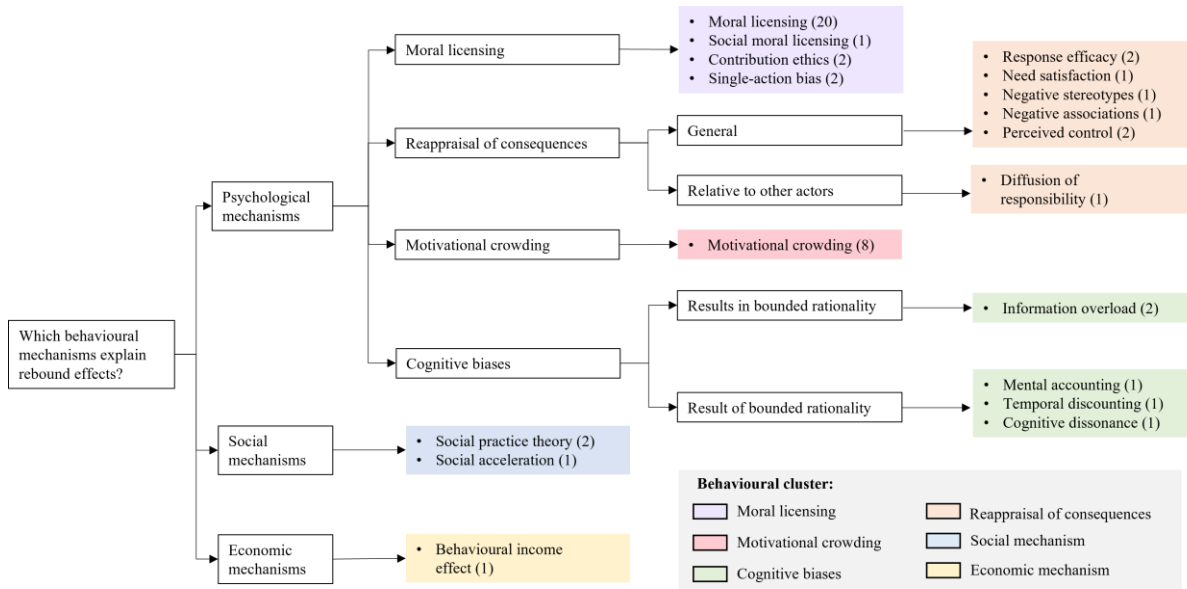 Which behavioural
mechanisms explain
rebound effects?
Psychological
mechanisms
Moral licensing
• Moral licensing (20)
• Social moral licensing (1)
• Contribution ethics (2)
• Single-action bias (2)
Reappraisal of consequences
General
• Response efficacy (2)
• Need satisfaction (1)
• Negative stereotypes (1)
• Negative associations (1)
• Perceived control (2)
Relative to other actors
• Diffusion of
responsibility (1)
Motivational crowding
• Motivational crowding (8)
Cognitive biases
Results in bounded rationality
• Information overload (2)
Result of bounded rationality
• Mental accounting (1)
• Temporal discounting (1)
• Cognitive dissonance (1)
Social
mechanisms
• Social practice theory (2)
• Social acceleration (1)
Economic
mechanisms
• Behavioural income
effect (1)
Behavioural cluster:
Moral licensing
Motivational crowding
Cognitive biases
Reappraisal of consequences
Social mechanism
Economic mechanism